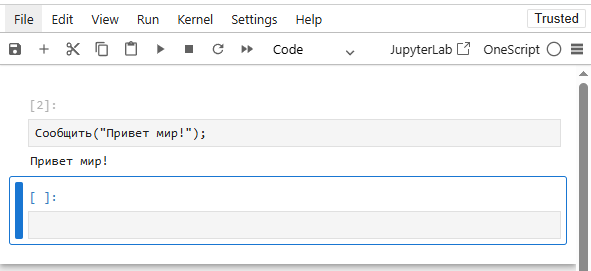 File Edit View Run Kernel Settings Help Trusted
Code JupyterLab OneScript
[2]:
Сообщить("Привет мир!");
Привет мир!
[ ]: